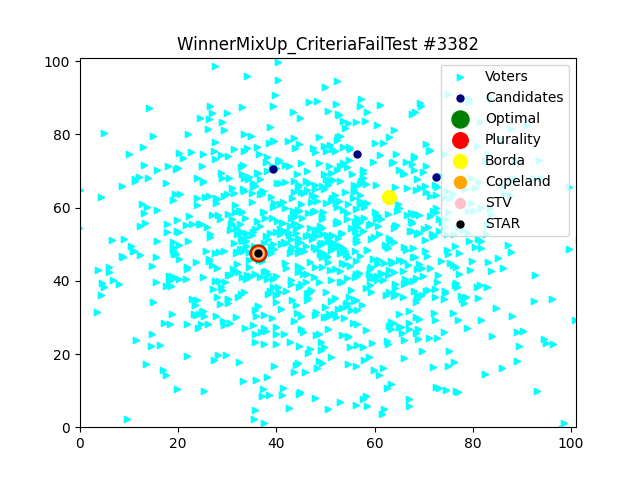 WinnerMixUp_CriteriaFailTest #3382
100
80
60
40
20
0
0
20
40
60
80
100
Voters
Candidates
Optimal
Plurality
Borda
Copeland
STV
STAR